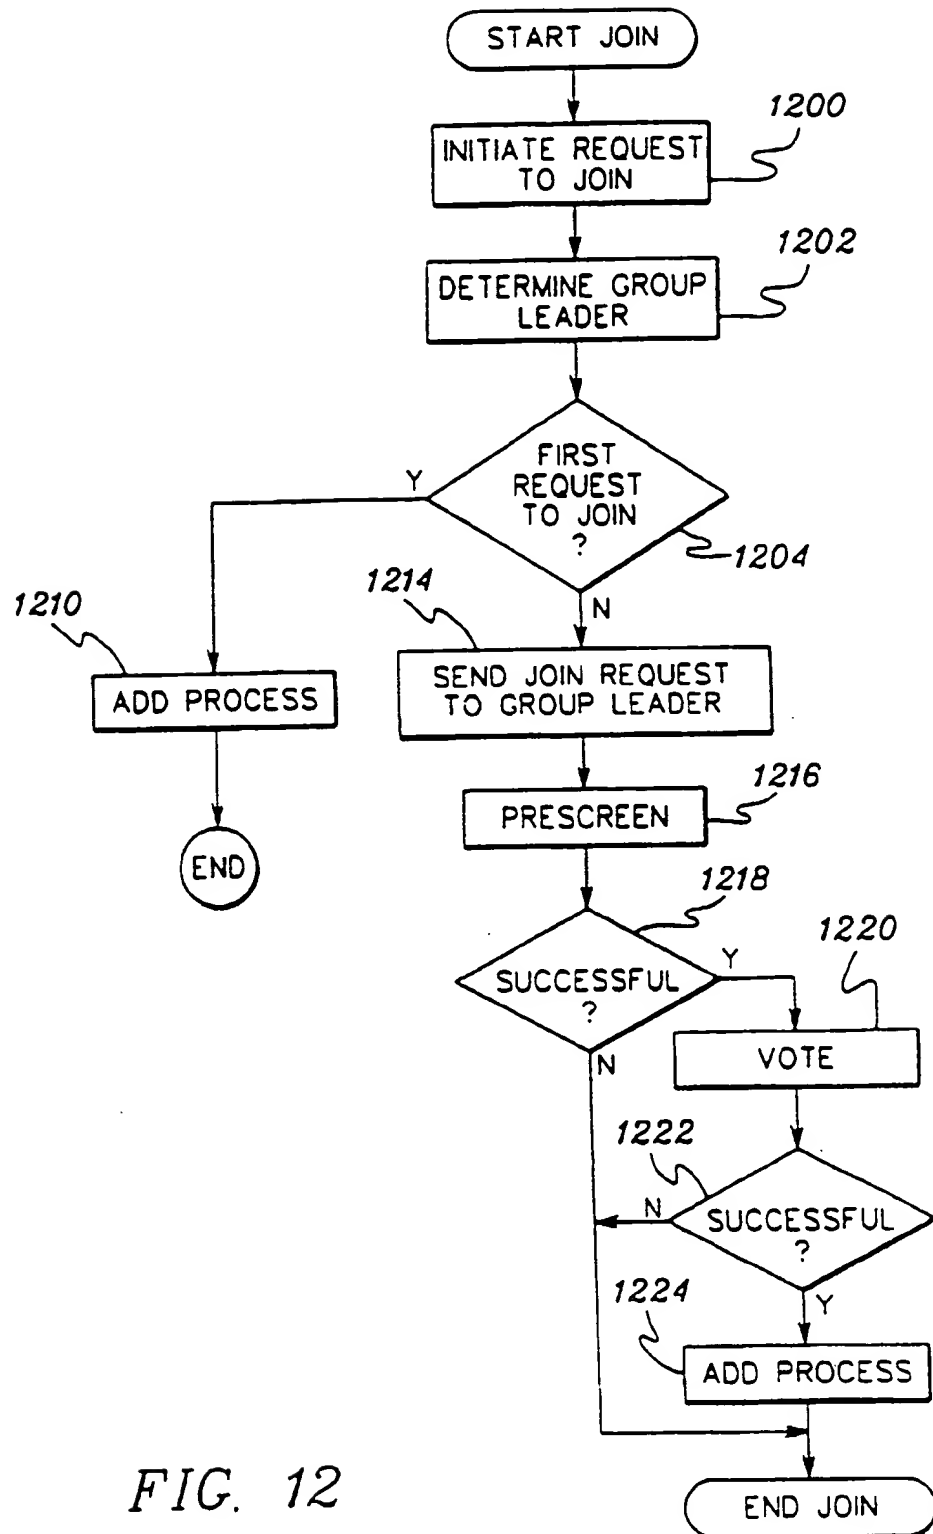 START JOIN
1200
INITIATE REQUEST
TO JOIN
1202
DETERMINE GROUP
LEADER
FIRST
REQUEST
TO JOIN
?
Y
1204
N
1210
1214
ADD PROCESS
SEND JOIN REQUEST
TO GROUP LEADER
1216
PRESCREEN
END
1218
SUCCESSFUL
?
Y
N
1220
VOTE
1222
N
SUCCESSFUL
?
Y
1224
ADD PROCESS
END JOIN
FIG. 12